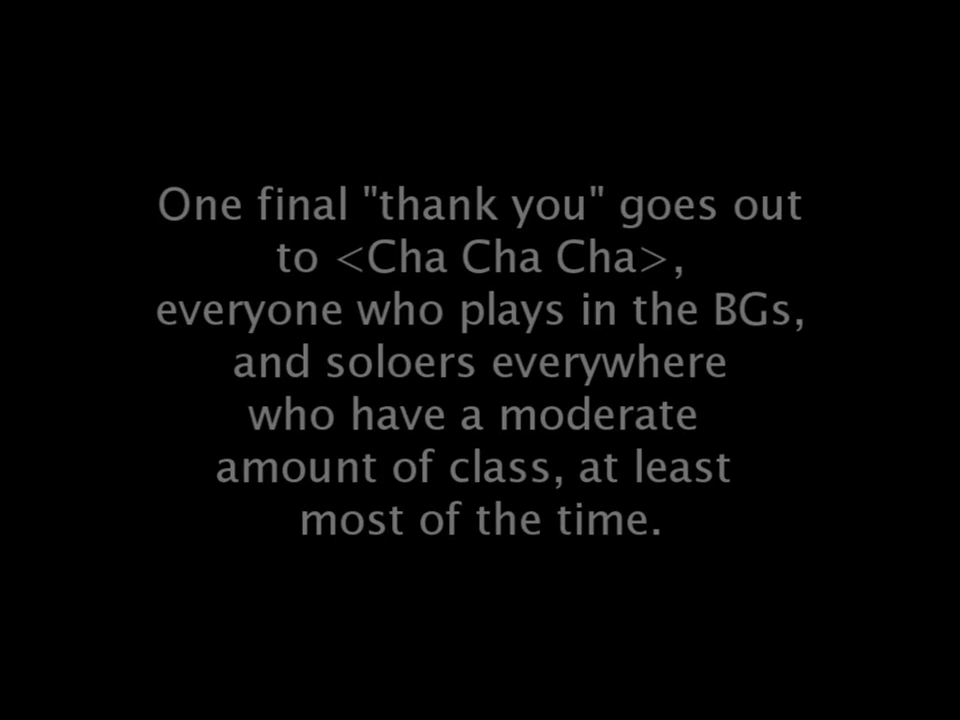 One final "thank you" goes out
to <Cha Cha Cha>,
everyone who plays in the BGs,
and soloers everywhere
who have a moderate
amount of class, at least
most of the time.